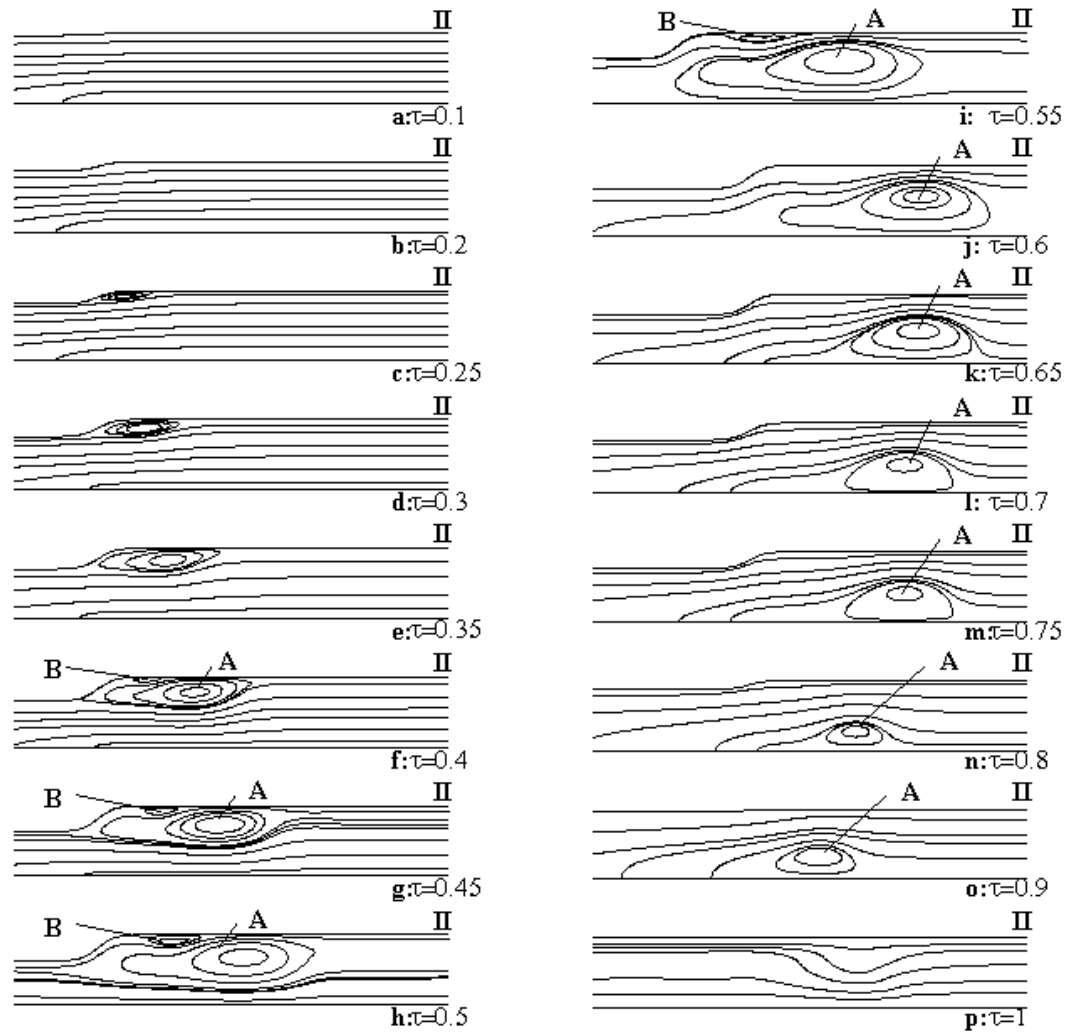 II
a:τ=0.1
II
b:τ=0.2
II
c:τ=0.25
II
d:τ=0.3
II
e:τ=0.35
B A II
f:τ=0.4
B A II
g:τ=0.45
B A II
h:τ=0.5
B A II
i: τ=0.55
A II
j: τ=0.6
A II
k:τ=0.65
A II
l: τ=0.7
A II
m:τ=0.75
A II
n:τ=0.8
A II
o:τ=0.9
II
p:τ=1